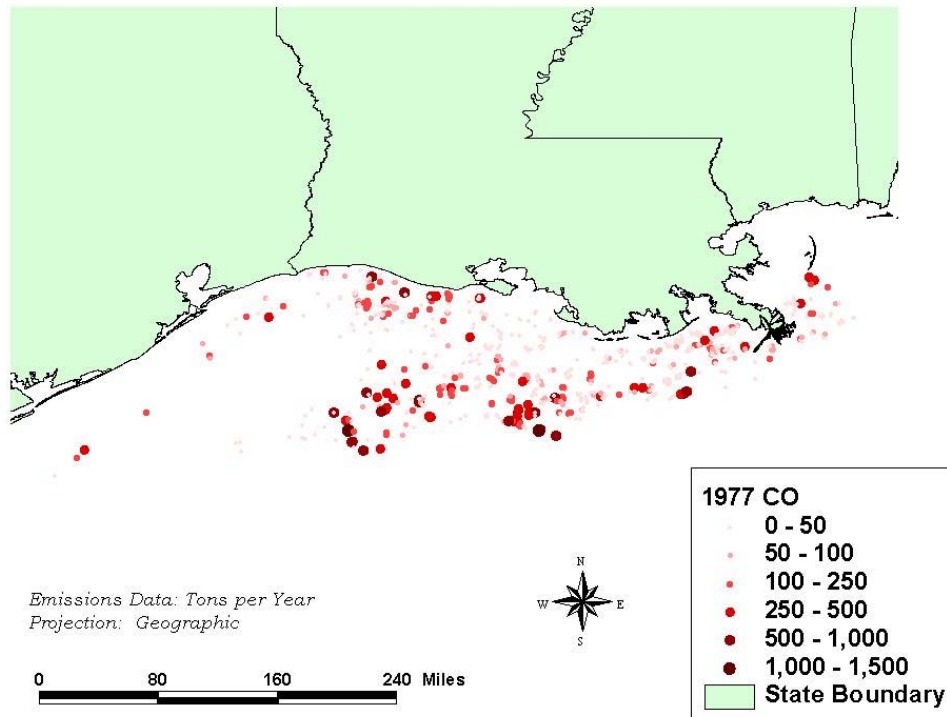 N
W E
S
Emissions Data: Tons per Year
Projection: Geographic
0 80 160 240 Miles
1977 CO
0 - 50
50 - 100
100 - 250
250 - 500
500 - 1,000
1,000 - 1,500
State Boundary